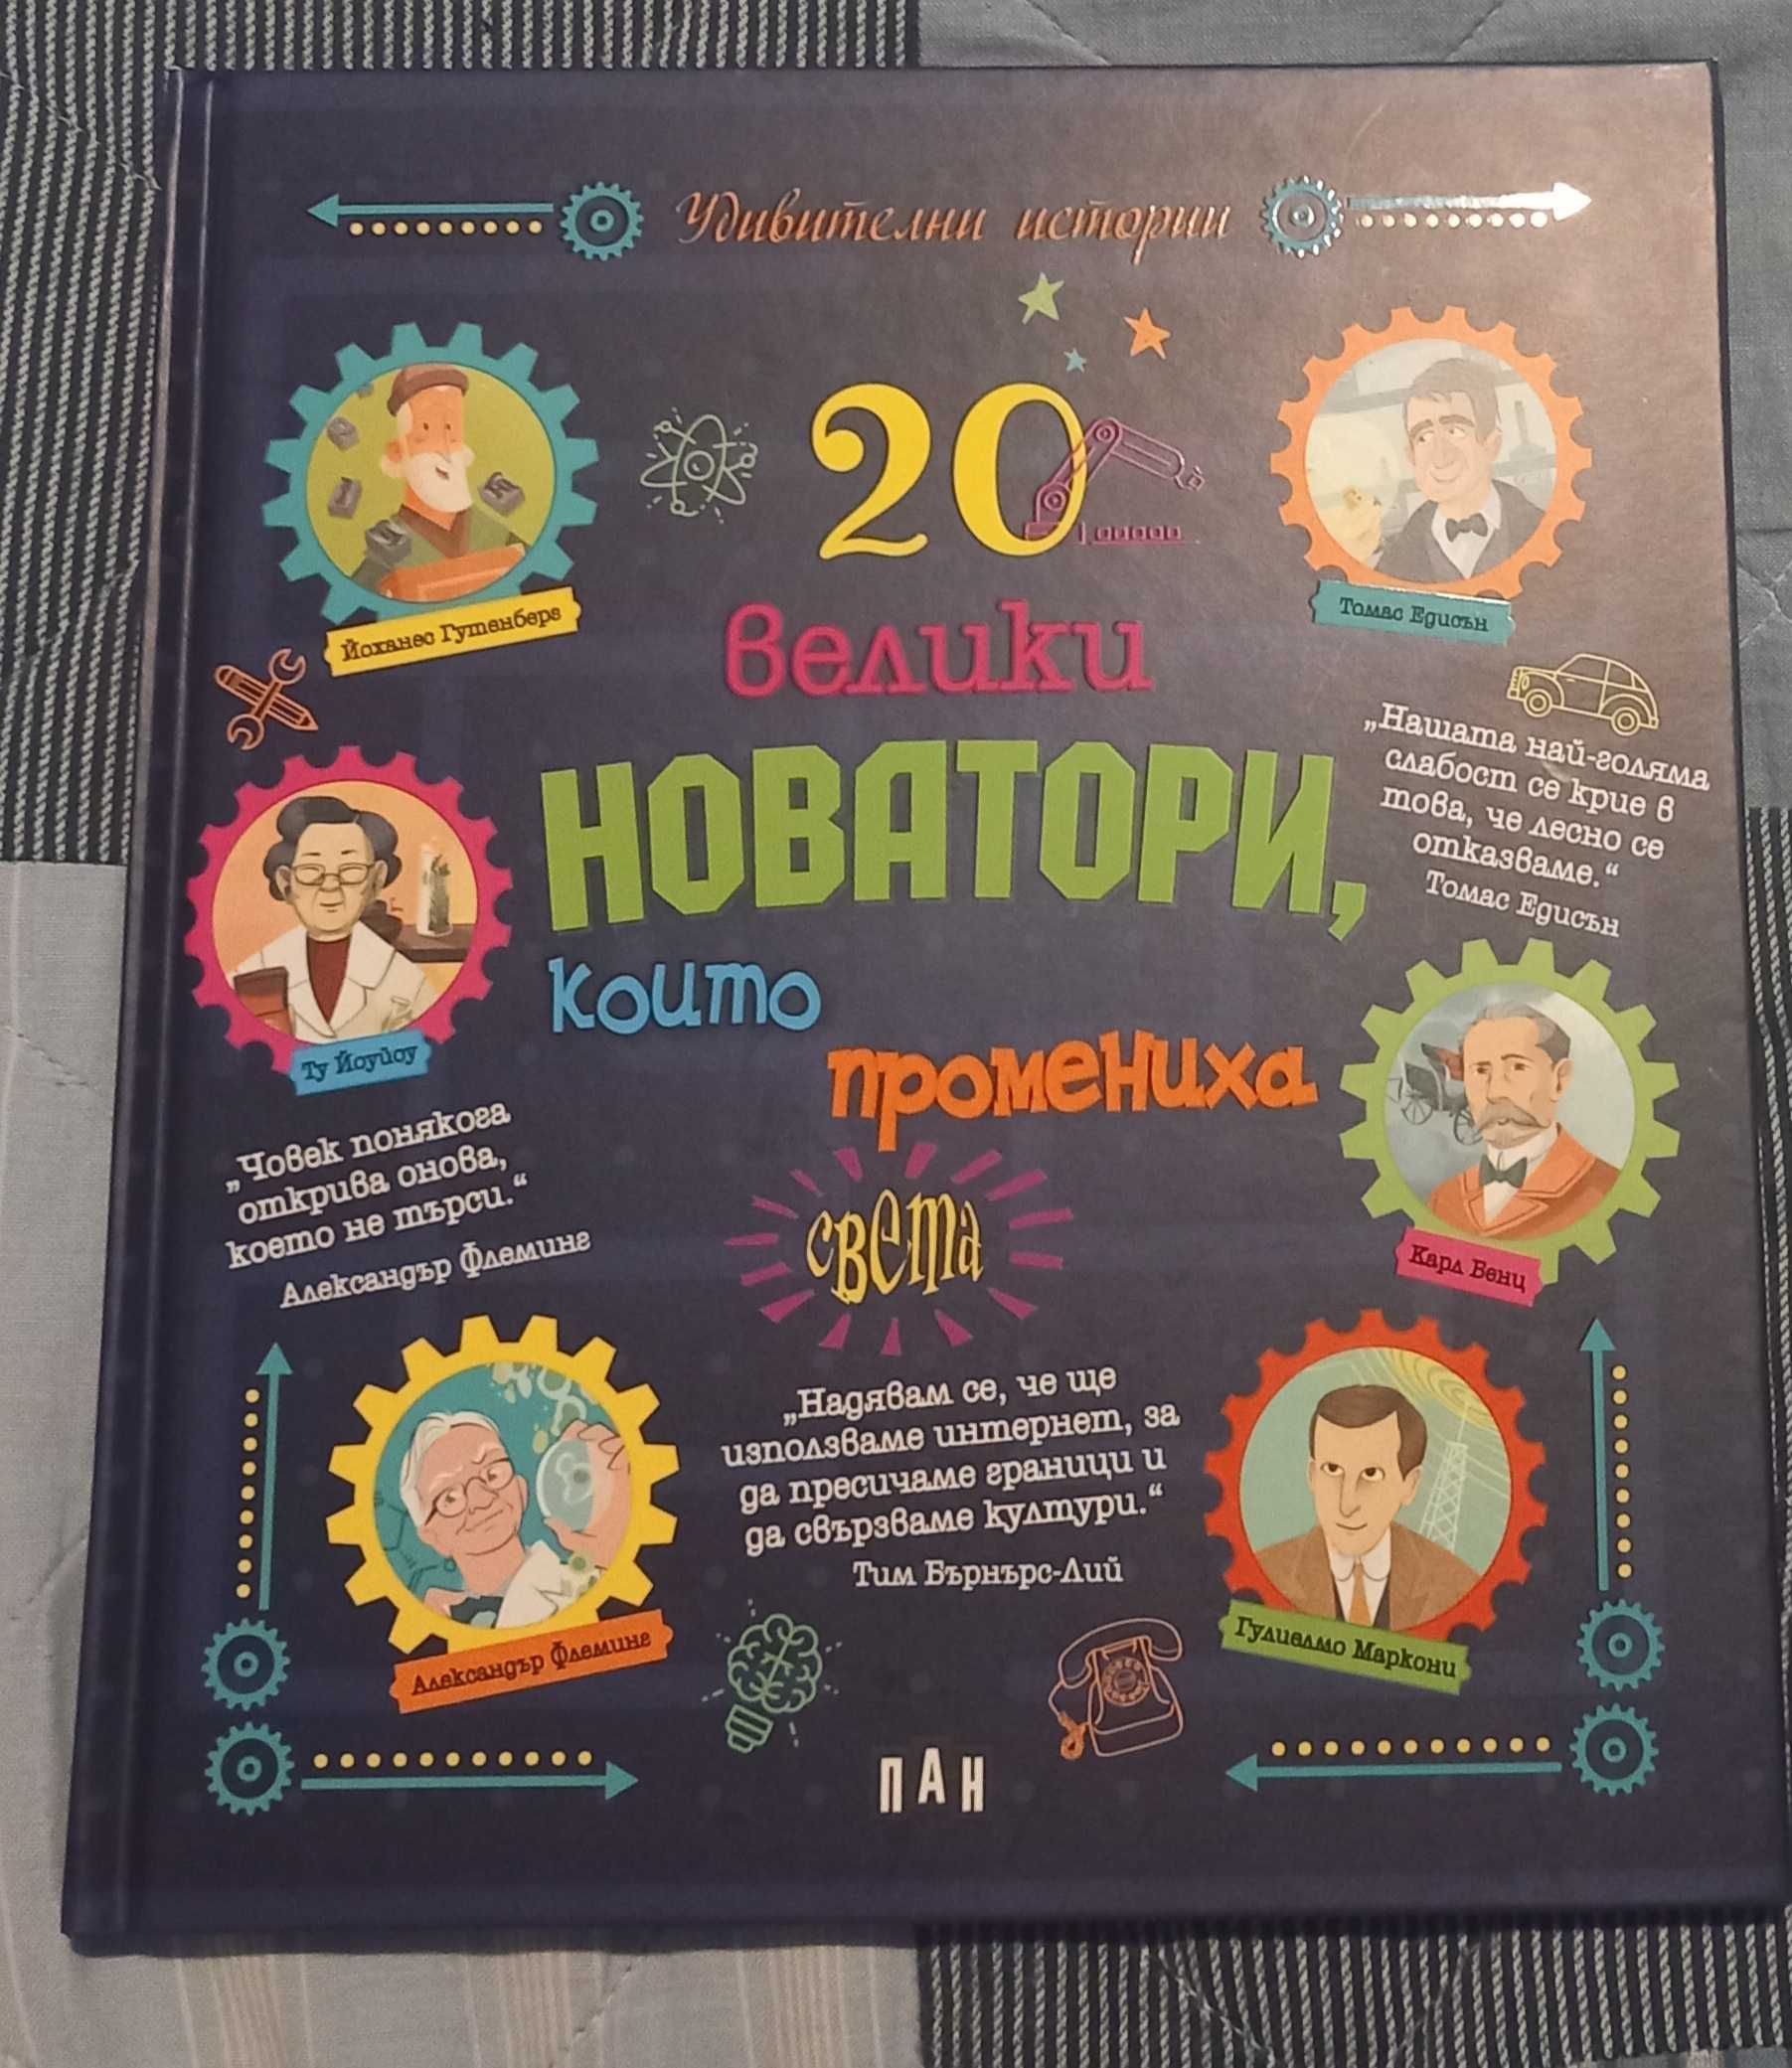 Удивителни истории
20
велики
НОВАТОРИ,
които
промениха
света
Йоханес Гутенберг
Томас Едисън
„Нашата най-голяма
слабост се крие в
това, че лесно се
отказваме.“
Томас Едисън
Ту Йоуйоу
Карл Бенц
„Човек понякога
открива онова,
което не търси.“
Александър Флеминг
„Надявам се, че ще
използваме интернет, за
да пресичаме граници и
да свързваме култури.“
Тим Бърнърс-Лий
Александър Флеминг
Гулиелмо Маркони
ПАН